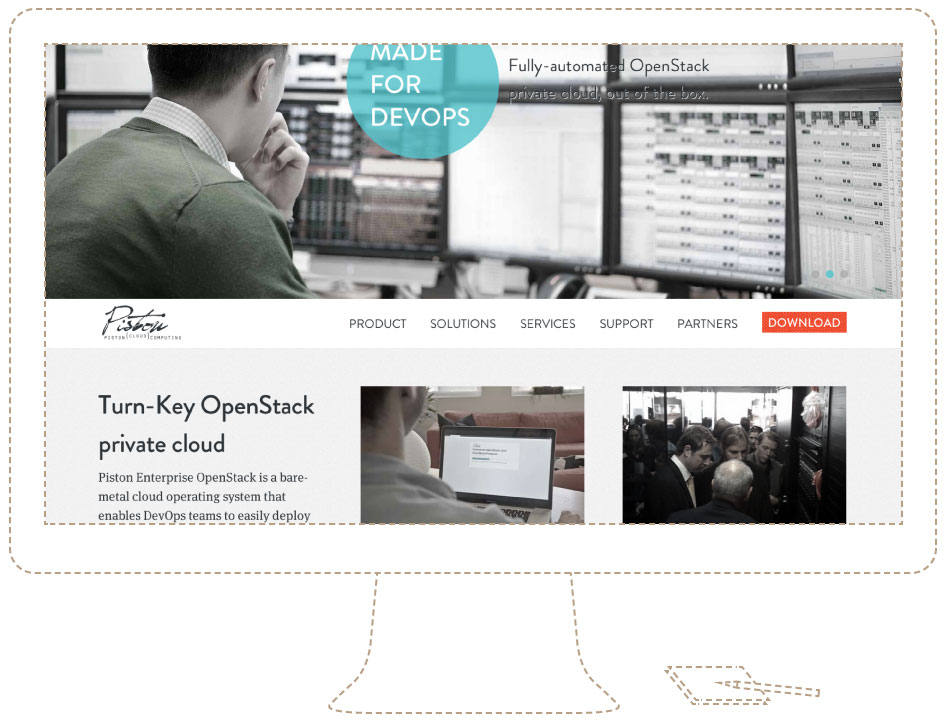 MADE
FOR
DEVOPS
Fully-automated OpenStack
private cloud, out of the box.
Piston
PISTON {CLOUD} COMPUTING
PRODUCT SOLUTIONS SERVICES SUPPORT PARTNERS DOWNLOAD
Turn-Key OpenStack
private cloud
Piston Enterprise OpenStack is a bare-
metal cloud operating system that
enables DevOps teams to easily deploy